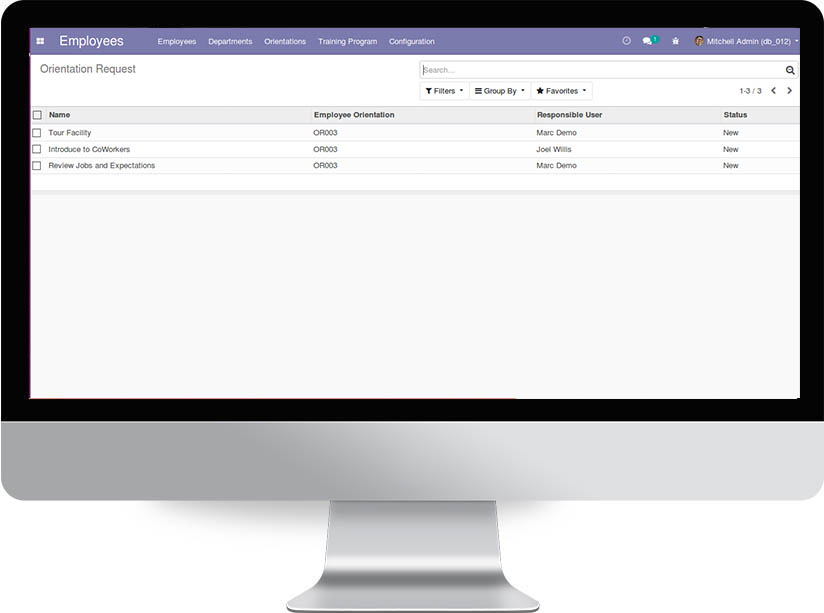 Employees Employees Departments Orientations Training Program Configuration 1 Mitchell Admin (db_012)
Orientation Request Search...
Filters Group By Favorites 1-3 / 3
Name Employee Orientation Responsible User Status
Tour Facility OR003 Marc Demo New
Introduce to CoWorkers OR003 Joel Willis New
Review Jobs and Expectations OR003 Marc Demo New